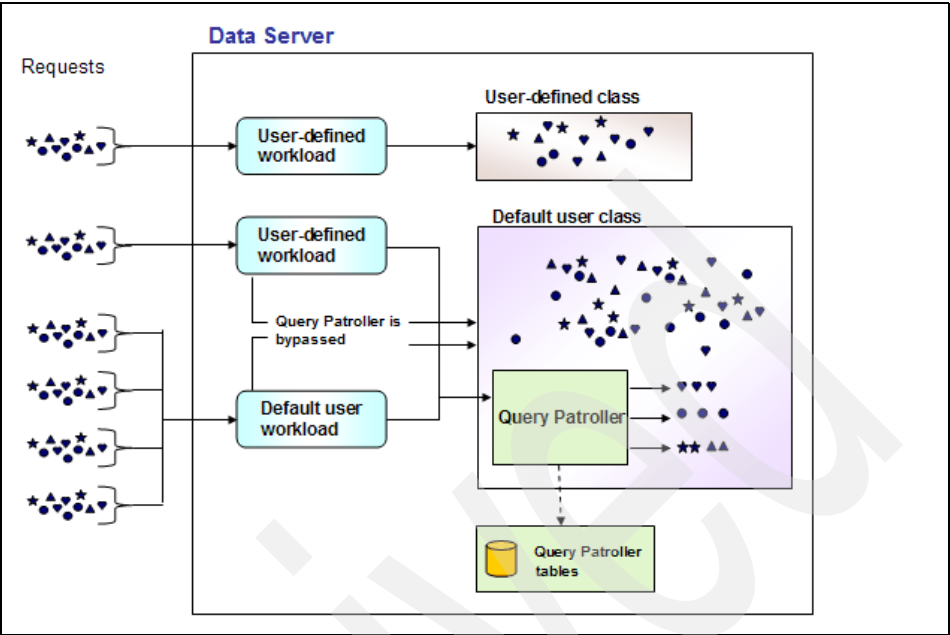 Data Server
Requests
User-defined class
User-defined
workload
Default user class
User-defined
workload
Query Patroller is
bypassed
Default user
workload
Query Patroller
Query Patroller
tables